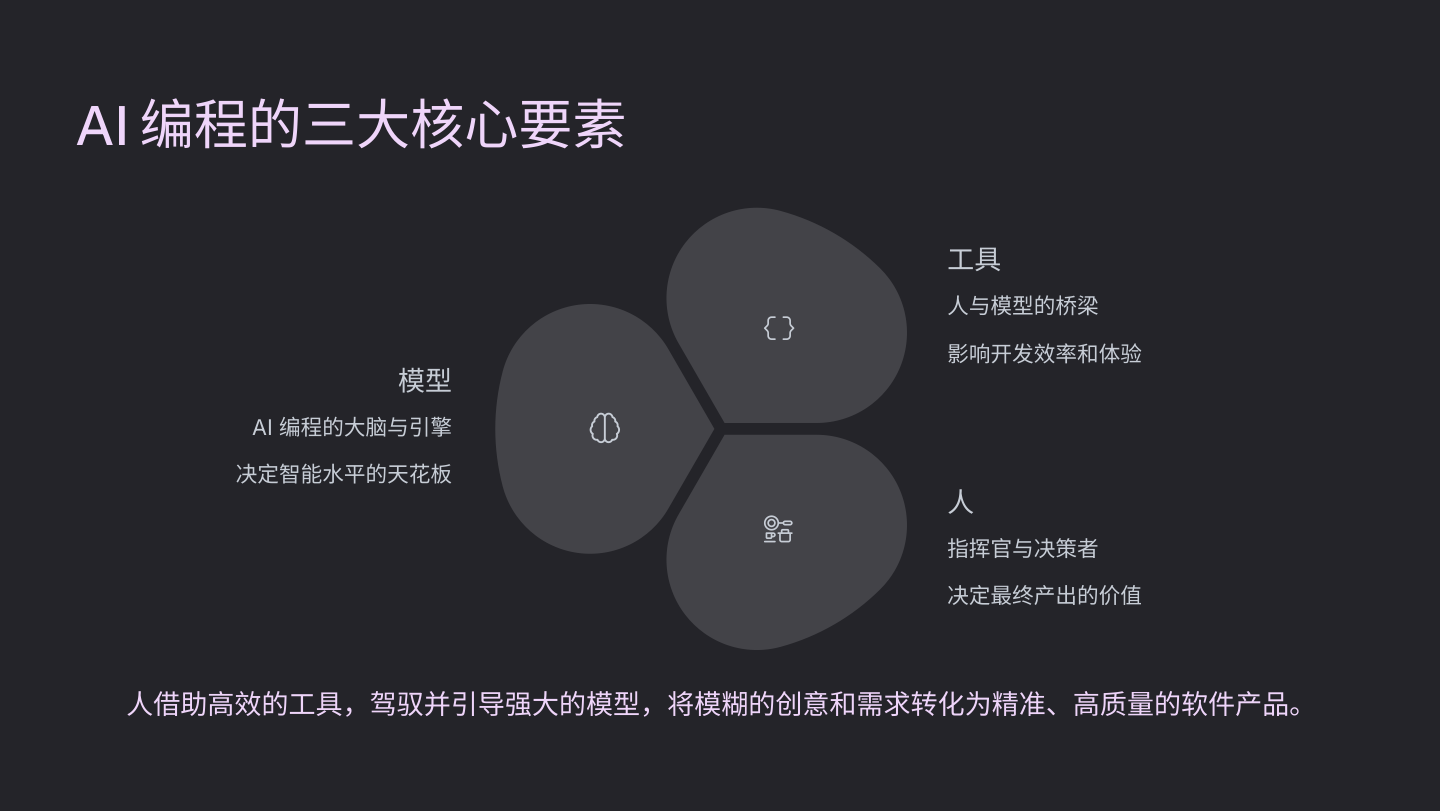 AI 编程的三大核心要素
工具
人与模型的桥梁
影响开发效率和体验
模型
AI 编程的大脑与引擎
决定智能水平的天花板
人
指挥官与决策者
决定最终产出的价值
人借助高效的工具，驾驭并引导强大的模型，将模糊的创意和需求转化为精准、高质量的软件产品。